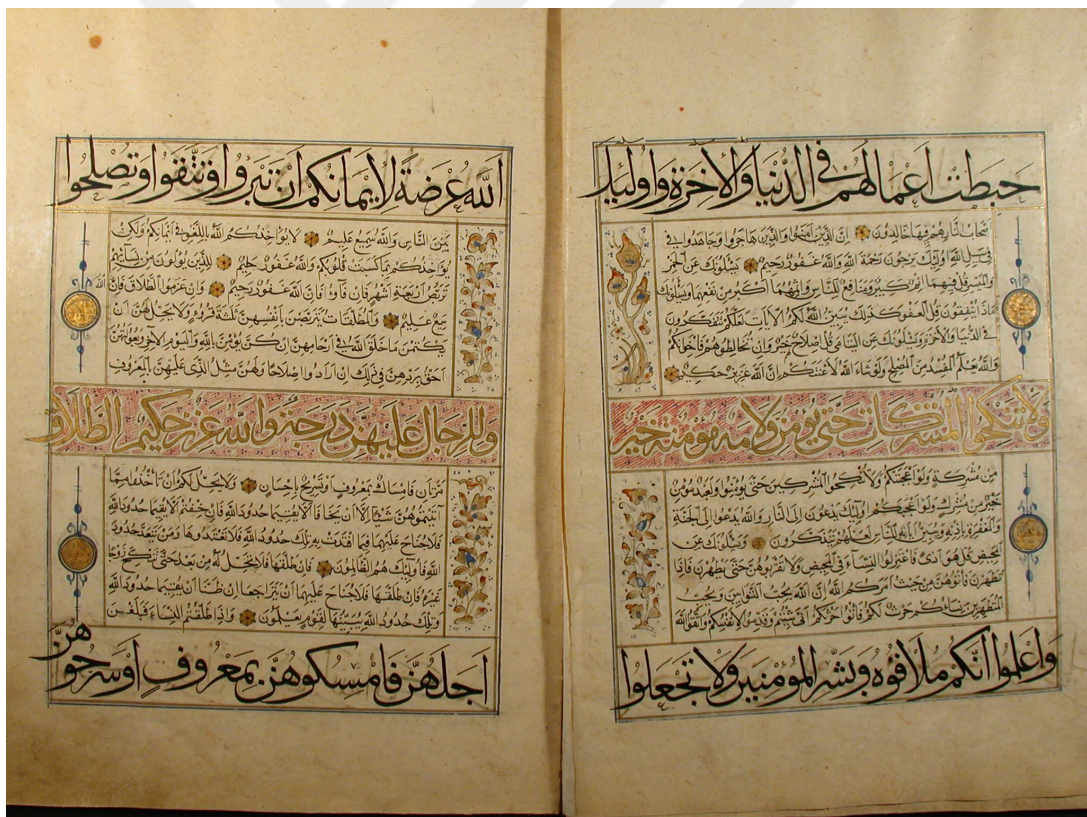 حبطت اعمالهم في الدنيا والاخرة واوليك
اصحاب النار هم فيها خالدون ان الذين امنوا والذين هاجروا وجاهدوا في
سبيل الله اوليك يرجون رحمة الله والله غفور رحيم يسئلونك عن الخمر
والميسر قل فيهما اثم كبير ومنافع للناس واثمهما اكبر من نفعهما ويسئلونك
ماذا ينفقون قل العفو كذلك يبين الله لكم الايات لعلكم تتفكرون
في الدنيا والاخرة ويسئلونك عن اليتامى قل اصلاح لهم خير وان تخالطوهم فاخوانكم
والله يعلم المفسد من المصلح ولو شاء الله لاعنتكم ان الله عزيز حكيم
ولا تنكحوا المشركات حتى يؤمن ولامة مؤمنة خير
من مشركة ولو اعجبتكم ولا تنكحوا المشركين حتى يؤمنوا ولعبد مؤمن
خير من مشرك ولو اعجبكم اوليك يدعون الى النار والله يدعوا الى الجنة
والمغفرة باذنه ويبين اياته للناس لعلهم يتذكرون ويسئلونك عن
المحيض قل هو اذى فاعتزلوا النساء في المحيض ولا تقربوهن حتى يطهرن فاذا
تطهرن فاتوهن من حيث امركم الله ان الله يحب التوابين ويحب
المتطهرين نساؤكم حرث لكم فاتوا حرثكم انى شئتم وقدموا لانفسكم واتقوا الله
واعلموا انكم ملاقوه وبشر المؤمنين ولا تجعلوا
الله عرضة لايمانكم ان تبروا وتتقوا وتصلحوا
بين الناس والله سميع عليم لا يؤاخذكم الله باللغو في ايمانكم ولكن
يؤاخذكم بما كسبت قلوبكم والله غفور حليم للذين يؤلون من نسائهم
تربص اربعة اشهر فان فاءوا فان الله غفور رحيم وان عزموا الطلاق فان الله
سميع عليم والمطلقات يتربصن بانفسهن ثلثة قروء ولا يحل لهن ان
يكتمن ما خلق الله في ارحامهن ان كن يؤمن بالله واليوم الاخر وبعولتهن
احق بردهن في ذلك ان ارادوا اصلاحا ولهن مثل الذي عليهن بالمعروف
وللرجال عليهن درجة والله عزيز حكيم الطلاق
مرتان فامساك بمعروف او تسريح باحسان ولا يحل لكم ان تاخذوا مما
اتيتموهن شيئا الا ان يخافا الا يقيما حدود الله فان خفتم الا يقيما حدود الله
فلا جناح عليهما فيما افتدت به تلك حدود الله فلا تعتدوها ومن يتعد حدود
الله فاوليك هم الظالمون فان طلقها فلا تحل له من بعد حتى تنكح زوجا
غيره فان طلقها فلا جناح عليهما ان يتراجعا ان ظنا ان يقيما حدود الله
وتلك حدود الله يبينها لقوم يعلمون واذا طلقتم النساء فبلغن
اجلهن فامسكوهن بمعروف او سرحوهن